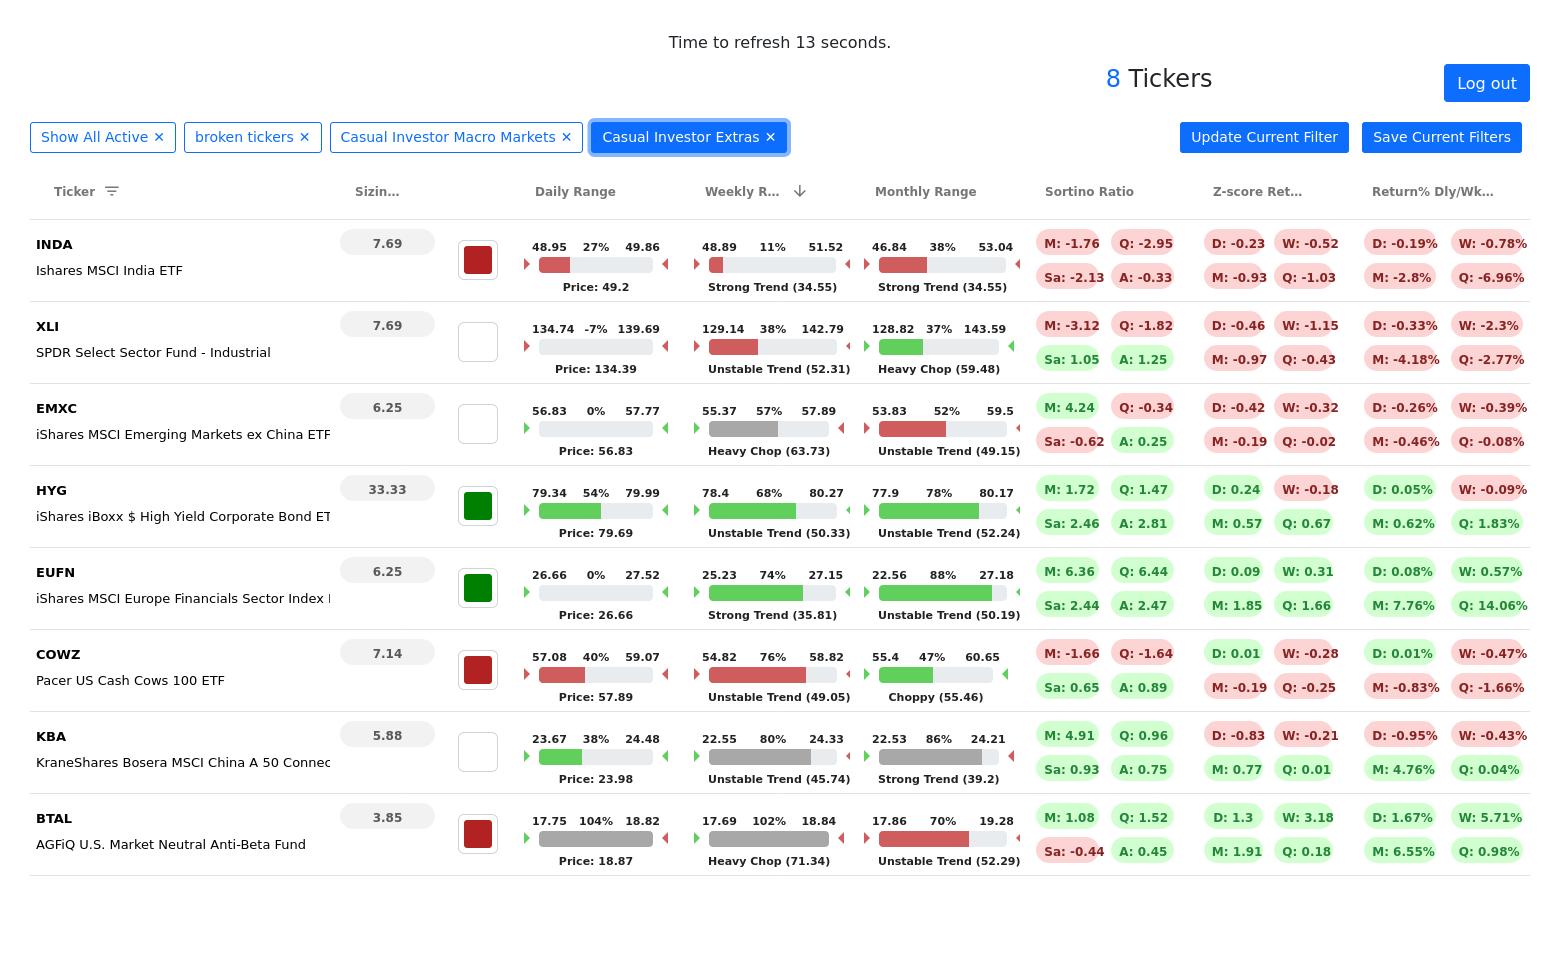 Time to refresh 13 seconds.
8 Tickers
Log out
Show All Active ✕ broken tickers ✕ Casual Investor Macro Markets ✕ Casual Investor Extras ✕ Update Current Filter Save Current Filters
Ticker Sizin… Daily Range Weekly R… Monthly Range Sortino Ratio Z-score Ret… Return% Dly/Wk…
INDA 7.69 48.95 27% 49.86 48.89 11% 51.52 46.84 38% 53.04 M: -1.76 Q: -2.95 D: -0.23 W: -0.52 D: -0.19% W: -0.78%
Ishares MSCI India ETF Sa: -2.13 A: -0.33 M: -0.93 Q: -1.03 M: -2.8% Q: -6.96%
Price: 49.2 Strong Trend (34.55) Strong Trend (34.55)
XLI 7.69 134.74 -7% 139.69 129.14 38% 142.79 128.82 37% 143.59 M: -3.12 Q: -1.82 D: -0.46 W: -1.15 D: -0.33% W: -2.3%
SPDR Select Sector Fund - Industrial Sa: 1.05 A: 1.25 M: -0.97 Q: -0.43 M: -4.18% Q: -2.77%
Price: 134.39 Unstable Trend (52.31) Heavy Chop (59.48)
EMXC 6.25 56.83 0% 57.77 55.37 57% 57.89 53.83 52% 59.5 M: 4.24 Q: -0.34 D: -0.42 W: -0.32 D: -0.26% W: -0.39%
iShares MSCI Emerging Markets ex China ETF Sa: -0.62 A: 0.25 M: -0.19 Q: -0.02 M: -0.46% Q: -0.08%
Price: 56.83 Heavy Chop (63.73) Unstable Trend (49.15)
HYG 33.33 79.34 54% 79.99 78.4 68% 80.27 77.9 78% 80.17 M: 1.72 Q: 1.47 D: 0.24 W: -0.18 D: 0.05% W: -0.09%
iShares iBoxx $ High Yield Corporate Bond ET Sa: 2.46 A: 2.81 M: 0.57 Q: 0.67 M: 0.62% Q: 1.83%
Price: 79.69 Unstable Trend (50.33) Unstable Trend (52.24)
EUFN 6.25 26.66 0% 27.52 25.23 74% 27.15 22.56 88% 27.18 M: 6.36 Q: 6.44 D: 0.09 W: 0.31 D: 0.08% W: 0.57%
iShares MSCI Europe Financials Sector Index Sa: 2.44 A: 2.47 M: 1.85 Q: 1.66 M: 7.76% Q: 14.06%
Price: 26.66 Strong Trend (35.81) Unstable Trend (50.19)
COWZ 7.14 57.08 40% 59.07 54.82 76% 58.82 55.4 47% 60.65 M: -1.66 Q: -1.64 D: 0.01 W: -0.28 D: 0.01% W: -0.47%
Pacer US Cash Cows 100 ETF Sa: 0.65 A: 0.89 M: -0.19 Q: -0.25 M: -0.83% Q: -1.66%
Price: 57.89 Unstable Trend (49.05) Choppy (55.46)
KBA 5.88 23.67 38% 24.48 22.55 80% 24.33 22.53 86% 24.21 M: 4.91 Q: 0.96 D: -0.83 W: -0.21 D: -0.95% W: -0.43%
KraneShares Bosera MSCI China A 50 Connec Sa: 0.93 A: 0.75 M: 0.77 Q: 0.01 M: 4.76% Q: 0.04%
Price: 23.98 Unstable Trend (45.74) Strong Trend (39.2)
BTAL 3.85 17.75 104% 18.82 17.69 102% 18.84 17.86 70% 19.28 M: 1.08 Q: 1.52 D: 1.3 W: 3.18 D: 1.67% W: 5.71%
AGFiQ U.S. Market Neutral Anti-Beta Fund Sa: -0.44 A: 0.45 M: 1.91 Q: 0.18 M: 6.55% Q: 0.98%
Price: 18.87 Heavy Chop (71.34) Unstable Trend (52.29)